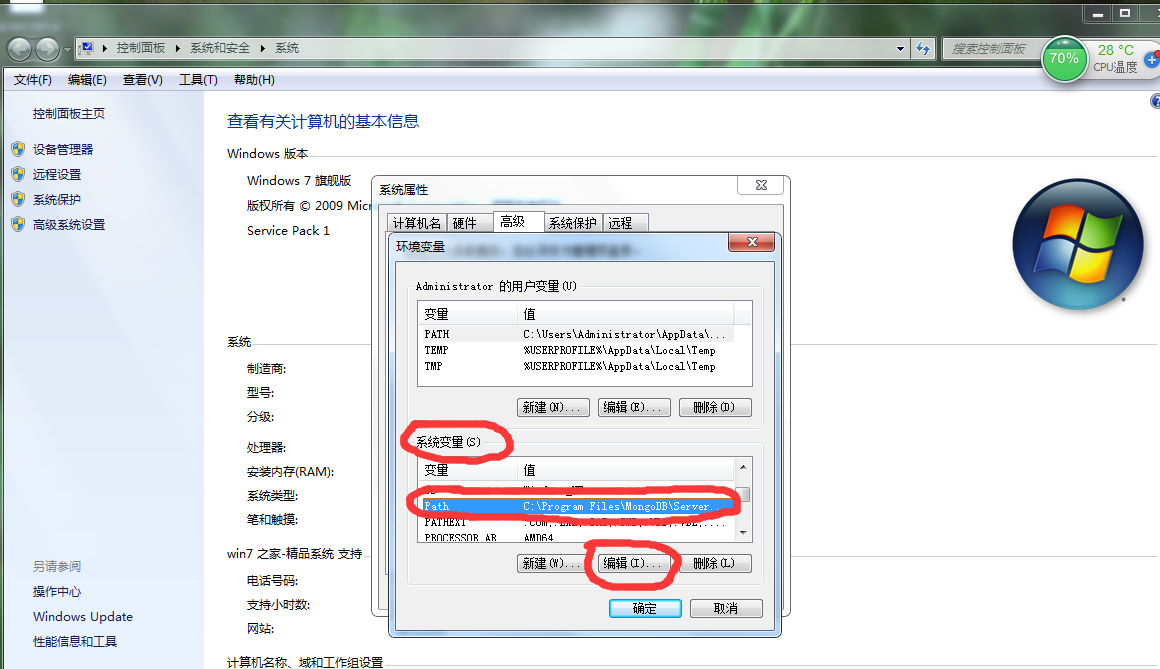 控制面板 系统和安全 系统
搜索控制面板
70%
28 °C
CPU温度
文件(F) 编辑(E) 查看(V) 工具(T) 帮助(H)
控制面板主页
设备管理器
远程设置
系统保护
高级系统设置
另请参阅
操作中心
Windows Update
性能信息和工具
查看有关计算机的基本信息
Windows 版本
Windows 7 旗舰版
版权所有 © 2009 Micr
Service Pack 1
系统
制造商:
型号:
分级:
处理器:
安装内存(RAM):
系统类型:
笔和触摸:
win7 之家-精品系统 支持
电话号码:
支持小时数:
网站:
计算机名称、域和工作组设置
系统属性
计算机名 硬件 高级 系统保护 远程
环境变量
Administrator 的用户变量(U)
变量 值
PATH C:\Users\Administrator\AppData\...
TEMP %USERPROFILE%\AppData\Local\Temp
TMP %USERPROFILE%\AppData\Local\Temp
新建(N)... 编辑(E)... 删除(D)
系统变量(S)
变量 值
Path C:\Program Files\MongoDB\Server...
PATHEXT
PROCESSOR_AR AMD64
新建(W)... 编辑(I)... 删除(L)
确定 取消